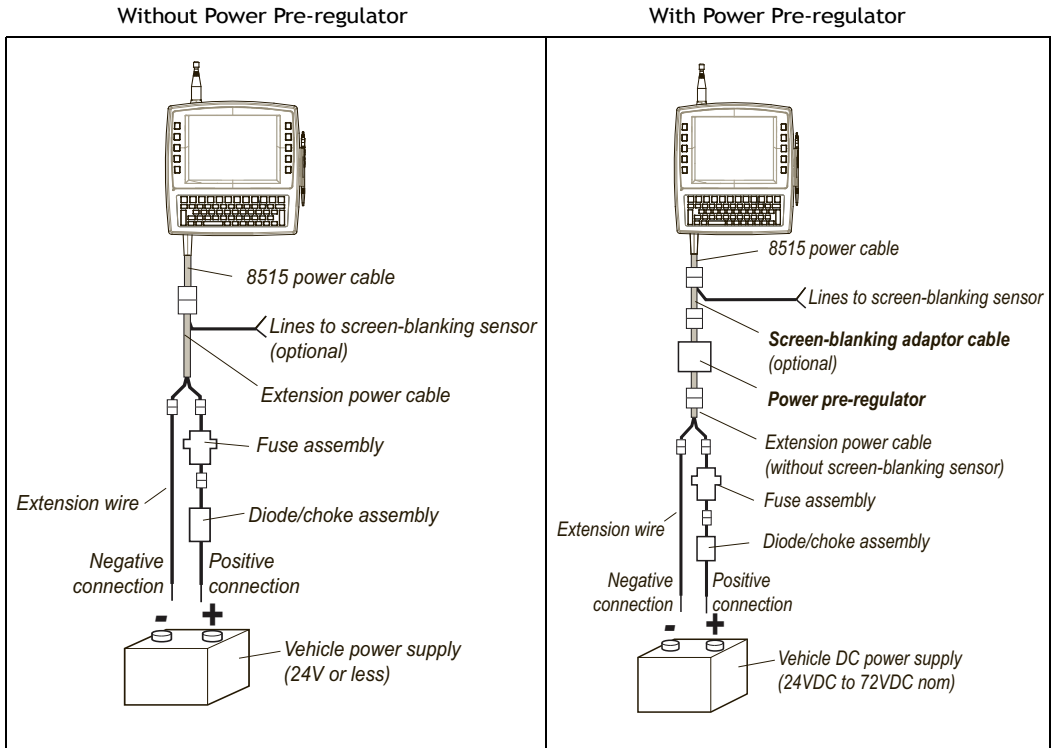 Without Power Pre-regulator
8515 power cable
Lines to screen-blanking sensor
(optional)
Extension power cable
Fuse assembly
Extension wire
Diode/choke assembly
Negative
connection
Positive
connection
-
+
Vehicle power supply
(24V or less)
With Power Pre-regulator
8515 power cable
Lines to screen-blanking sensor
Screen-blanking adaptor cable
(optional)
Power pre-regulator
Extension power cable
(without screen-blanking sensor)
Fuse assembly
Extension wire
Diode/choke assembly
Negative
connection
Positive
connection
-
+
Vehicle DC power supply
(24VDC to 72VDC nom)